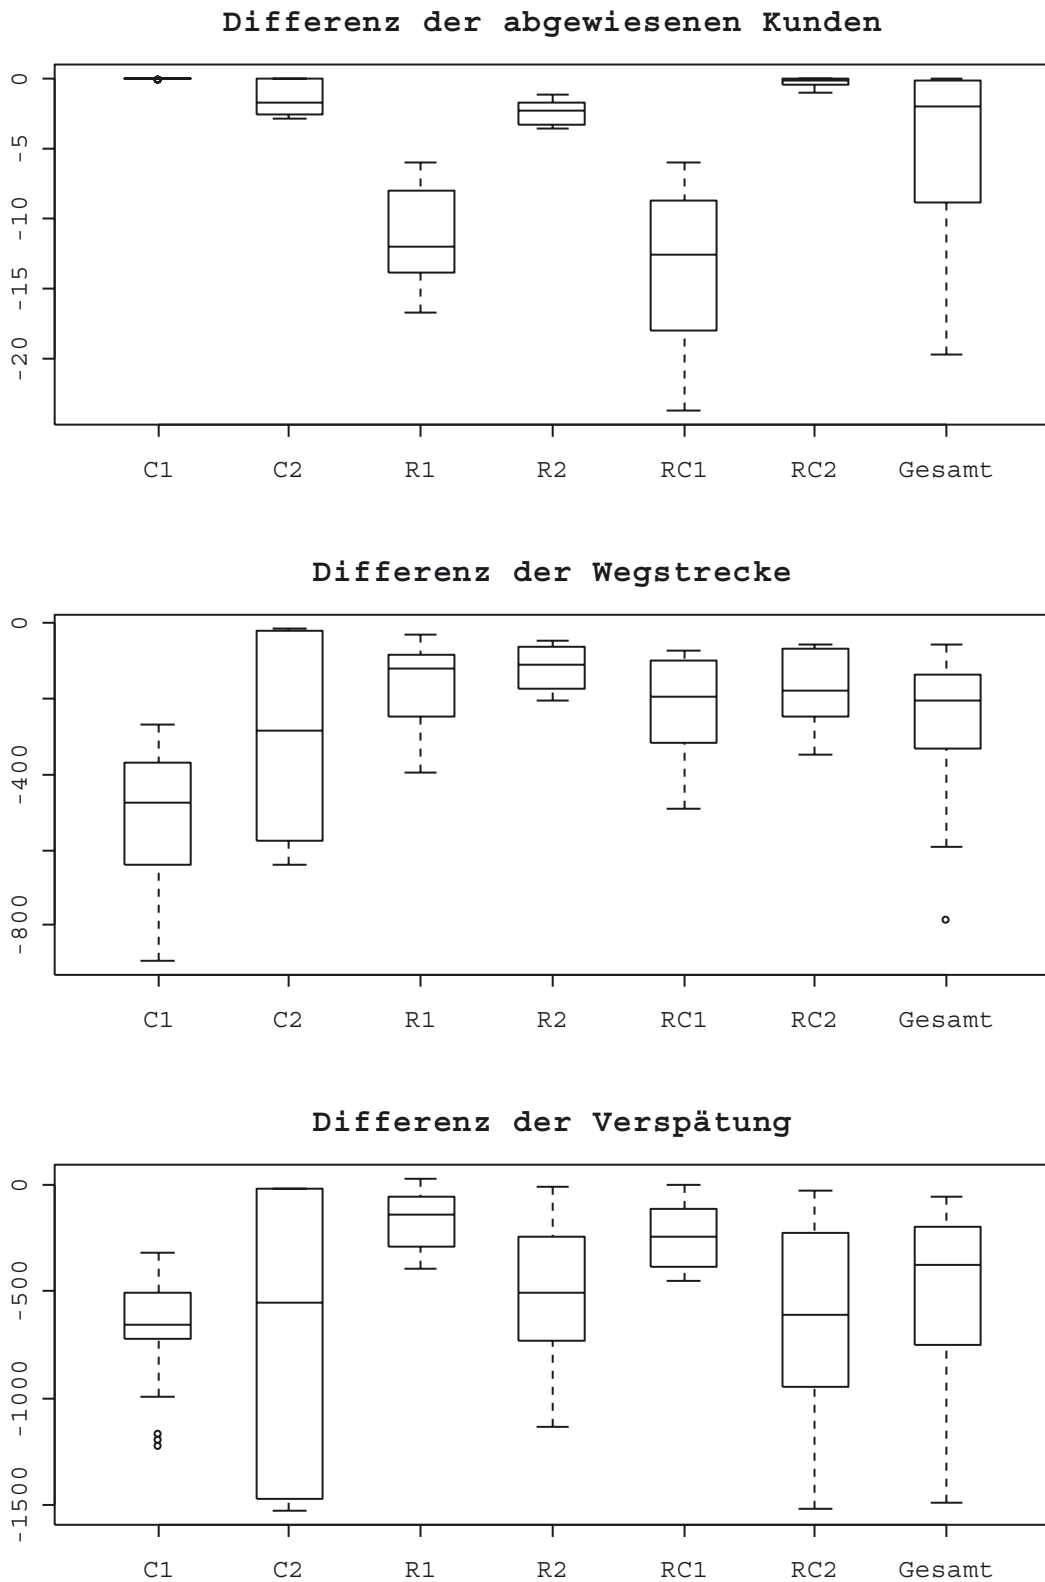 Differenz der abgewiesenen Kunden
0
-5
-10
-15
-20
C1 C2 R1 R2 RC1 RC2 Gesamt
Differenz der Wegstrecke
0
-400
-800
C1 C2 R1 R2 RC1 RC2 Gesamt
Differenz der Verspätung
0
-500
-1000
-1500
C1 C2 R1 R2 RC1 RC2 Gesamt